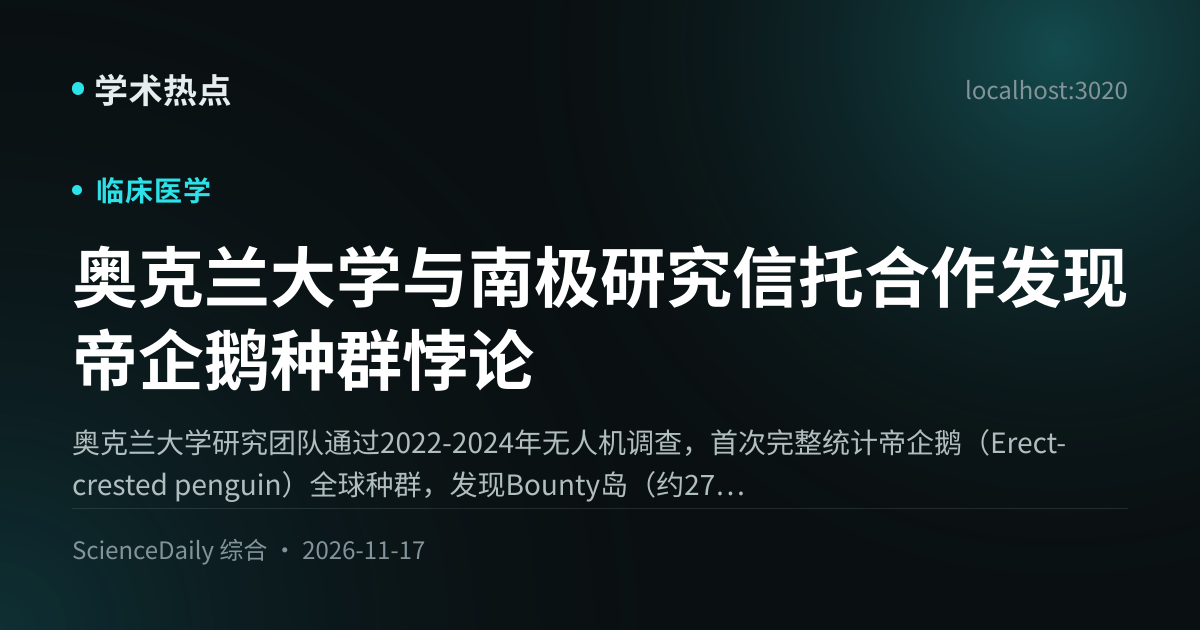 学术热点
localhost:3020
临床医学
奥克兰大学与南极研究信托合作发现
帝企鹅种群悖论
奥克兰大学研究团队通过2022-2024年无人机调查，首次完整统计帝企鹅（Erect-
crested penguin）全球种群，发现Bounty岛（约27…
ScienceDaily 综合 · 2026-11-17